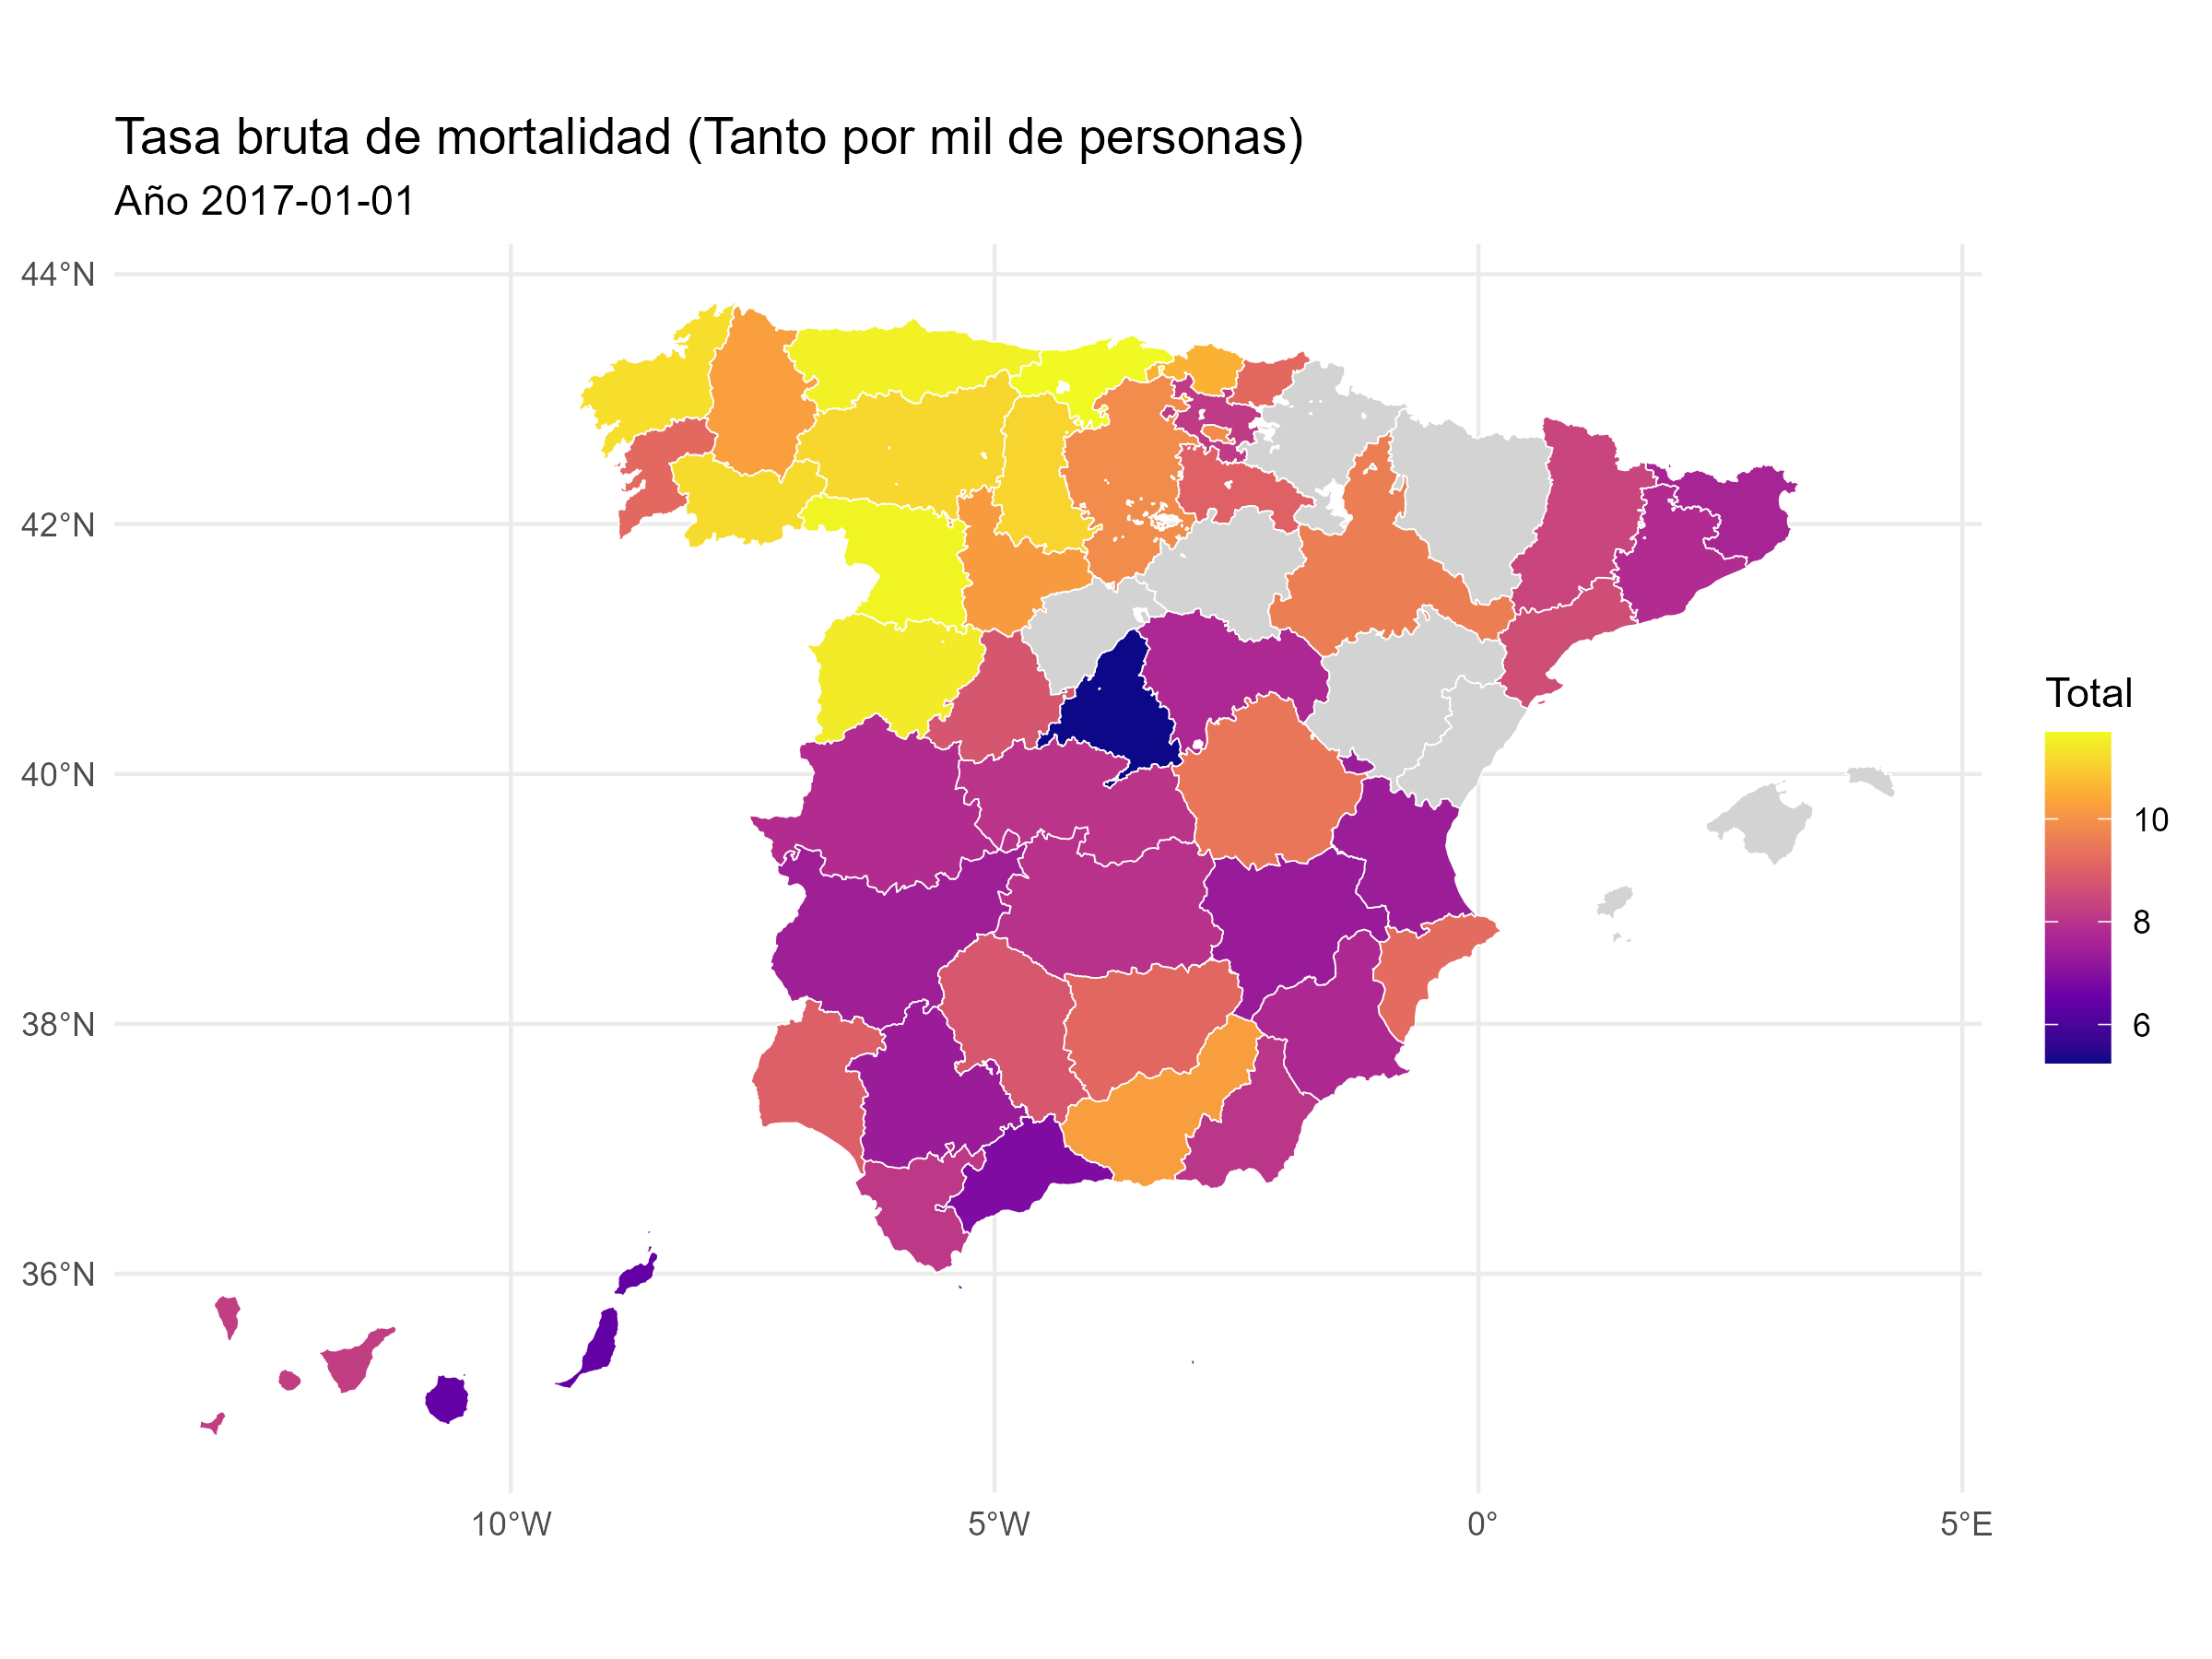 Tasa bruta de mortalidad (Tanto por mil de personas)
Año 2017-01-01
44°N
42°N
40°N
38°N
36°N
10°W
5°W
0°
5°E
Total
10
8
6